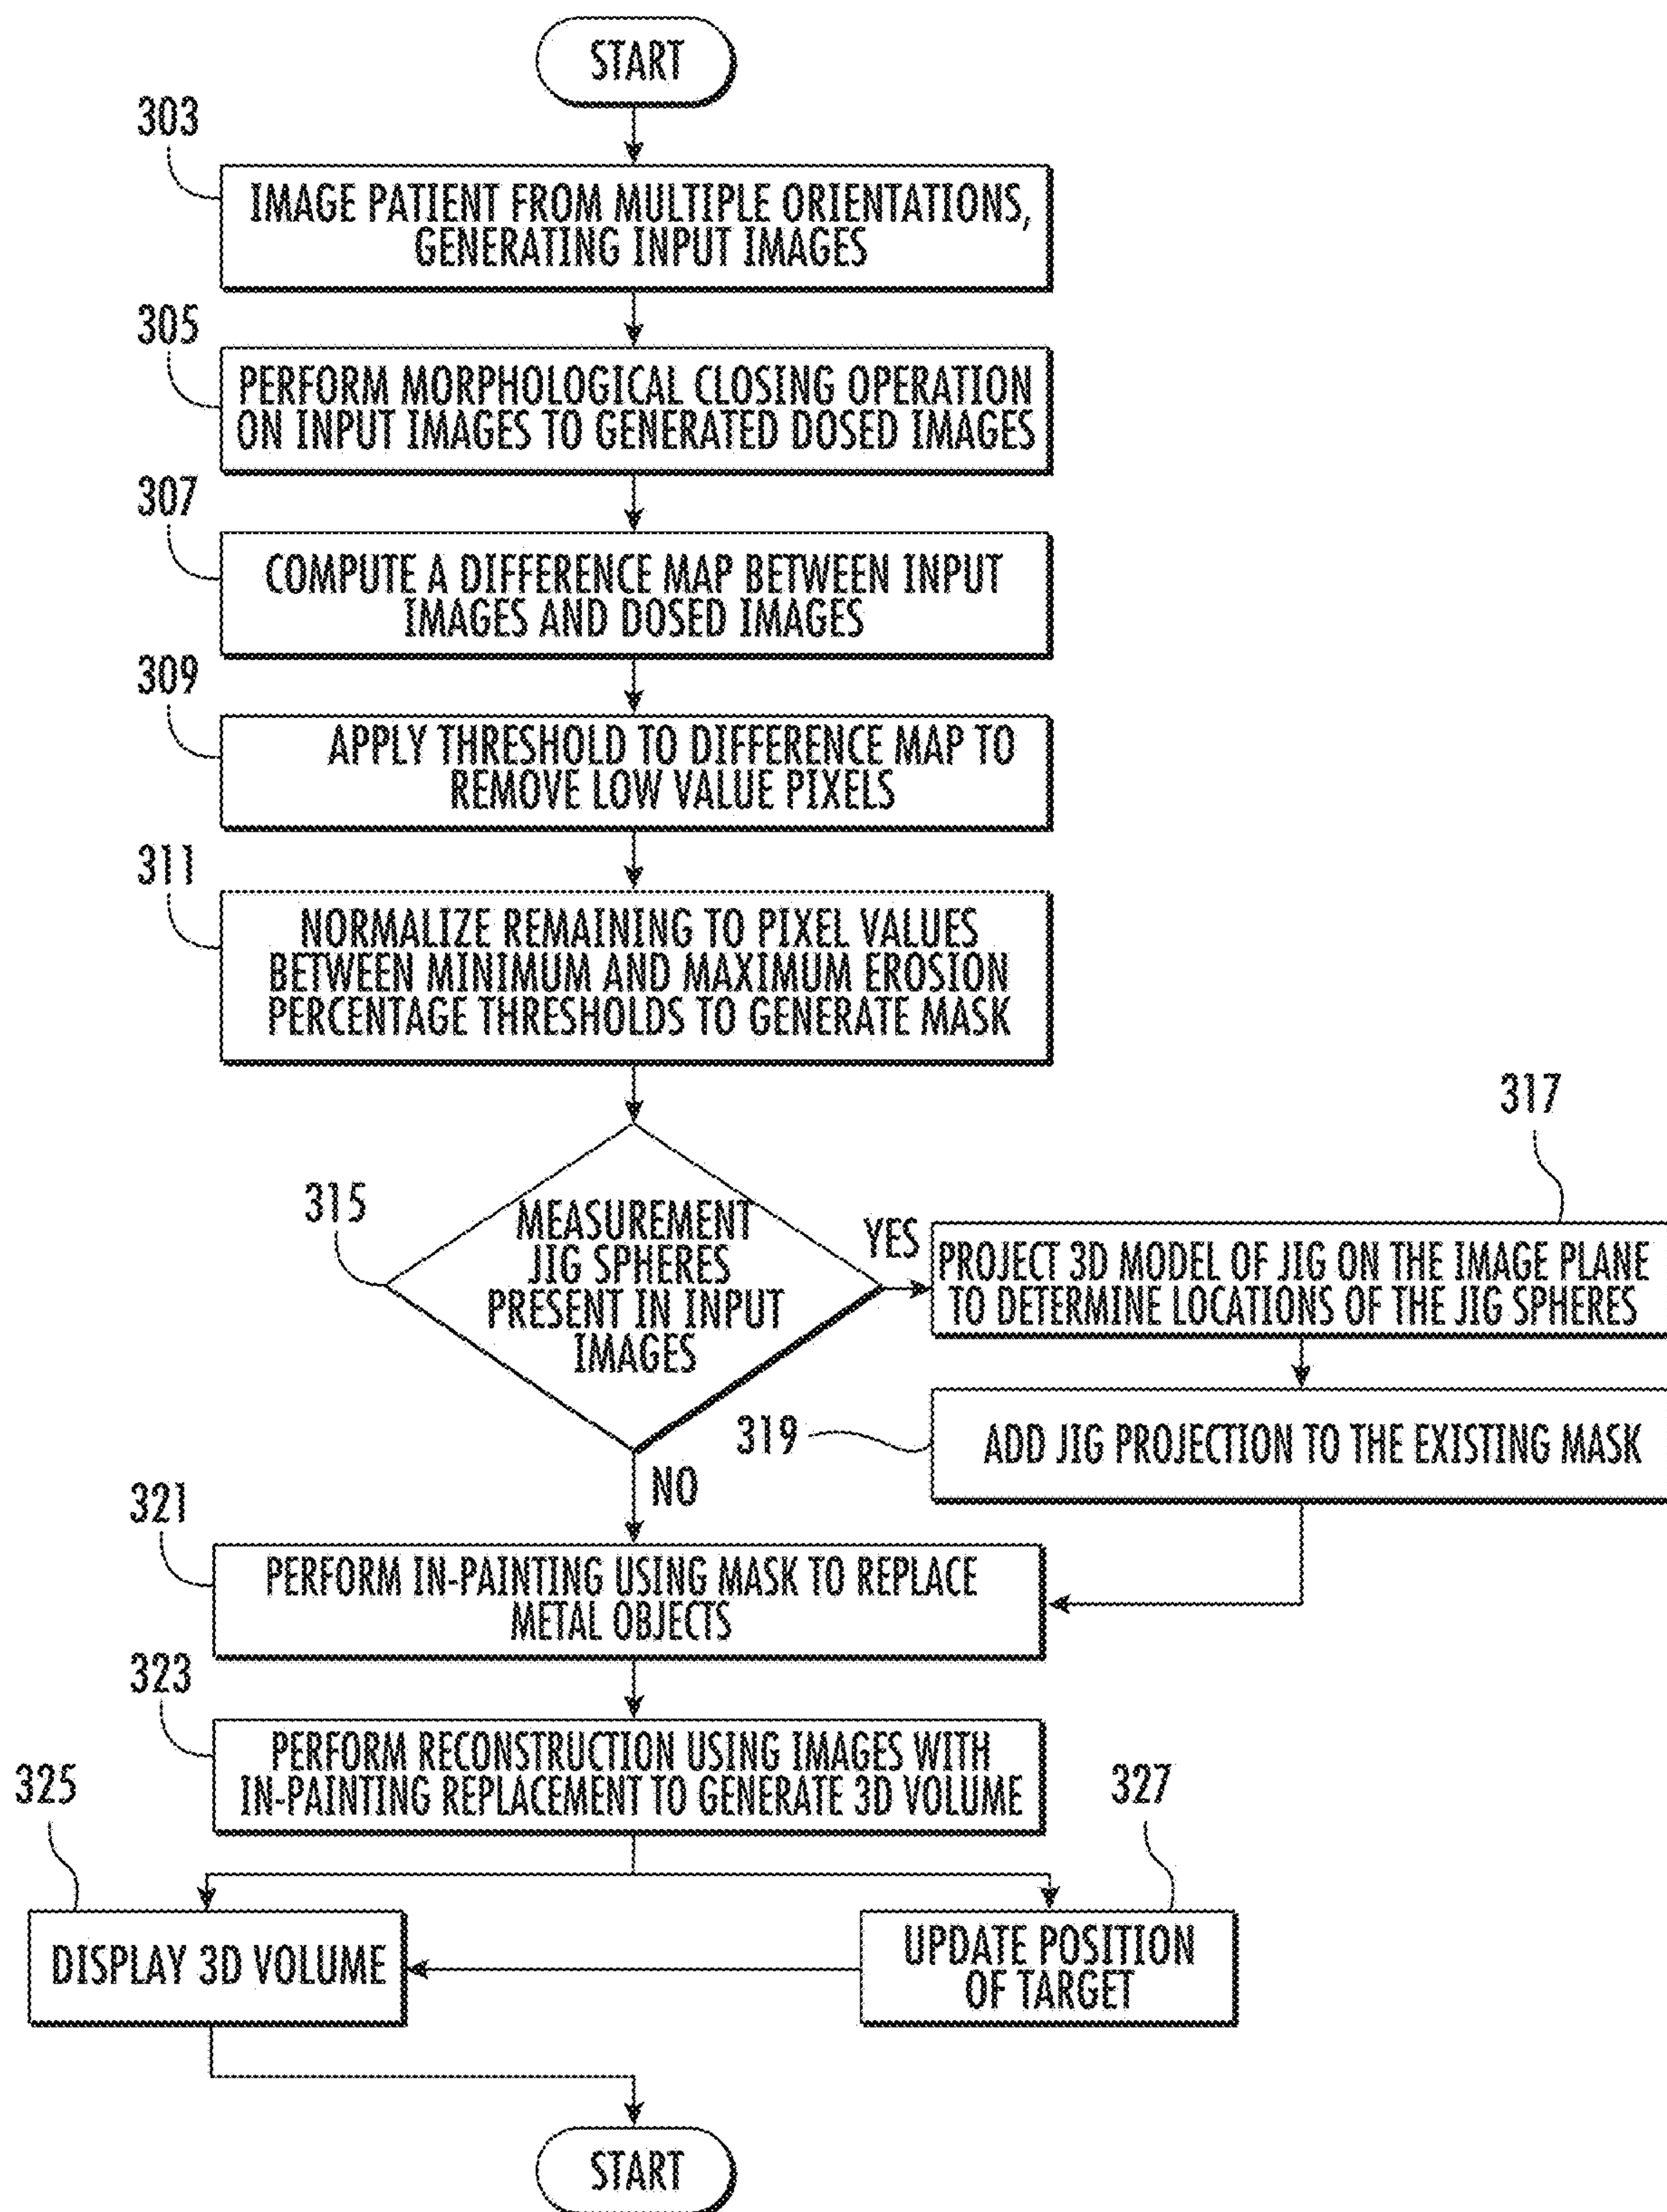 START
303
IMAGE PATIENT FROM MULTIPLE ORIENTATIONS,
GENERATING INPUT IMAGES
305
PERFORM MORPHOLOGICAL CLOSING OPERATION
ON INPUT IMAGES TO GENERATED DOSED IMAGES
307
COMPUTE A DIFFERENCE MAP BETWEEN INPUT
IMAGES AND DOSED IMAGES
309
APPLY THRESHOLD TO DIFFERENCE MAP TO
REMOVE LOW VALUE PIXELS
311
NORMALIZE REMAINING TO PIXEL VALUES
BETWEEN MINIMUM AND MAXIMUM EROSION
PERCENTAGE THRESHOLDS TO GENERATE MASK
315
MEASUREMENT
JIG SPHERES
PRESENT IN INPUT
IMAGES
YES
317
PROJECT 3D MODEL OF JIG ON THE IMAGE PLANE
TO DETERMINE LOCATIONS OF THE JIG SPHERES
319
ADD JIG PROJECTION TO THE EXISTING MASK
NO
321
PERFORM IN-PAINTING USING MASK TO REPLACE
METAL OBJECTS
323
PERFORM RECONSTRUCTION USING IMAGES WITH
IN-PAINTING REPLACEMENT TO GENERATE 3D VOLUME
325
DISPLAY 3D VOLUME
327
UPDATE POSITION
OF TARGET
START